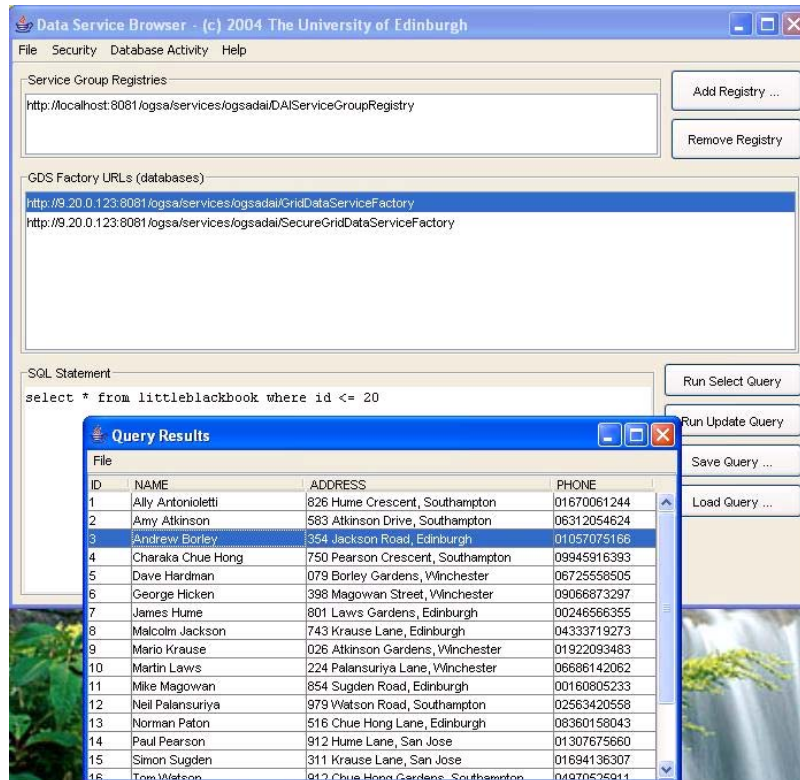 Data Service Browser - (c) 2004 The University of Edinburgh
File Security Database Activity Help
Service Group Registries
http://localhost:8081/ogsa/services/ogsadai/DAIServiceGroupRegistry
Add Registry ...
Remove Registry
GDS Factory URLs (databases)
http://9.20.0.123:8081/ogsa/services/ogsadai/GridDataServiceFactory
http://9.20.0.123:8081/ogsa/services/ogsadai/SecureGridDataServiceFactory
SQL Statement
select * from littleblackbook where id <= 20
Run Select Query
Run Update Query
Save Query ...
Load Query ...
Query Results
File
ID NAME ADDRESS PHONE
1 Ally Antonioletti 826 Hume Crescent, Southampton 01670061244
2 Amy Atkinson 583 Atkinson Drive, Southampton 06312054624
3 Andrew Borley 354 Jackson Road, Edinburgh 01057075166
4 Charaka Chue Hong 750 Pearson Crescent, Southampton 09945916393
5 Dave Hardman 079 Borley Gardens, Winchester 06725558505
6 George Hicken 398 Magowan Street, Winchester 09066873297
7 James Hume 801 Laws Gardens, Edinburgh 00246566355
8 Malcolm Jackson 743 Krause Lane, Edinburgh 04333719273
9 Mario Krause 026 Atkinson Gardens, Winchester 01922093483
10 Martin Laws 224 Palansuriya Lane, Winchester 06686142062
11 Mike Magowan 854 Sugden Road, Edinburgh 00160805233
12 Neil Palansuriya 979 Watson Road, Southampton 02563420558
13 Norman Paton 516 Chue Hong Lane, Edinburgh 08360158043
14 Paul Pearson 912 Hume Lane, San Jose 01307675660
15 Simon Sugden 311 Krause Lane, San Jose 01694136307
16 Tom Watson 912 Chue Hong Gardens, Southampton 04970525911